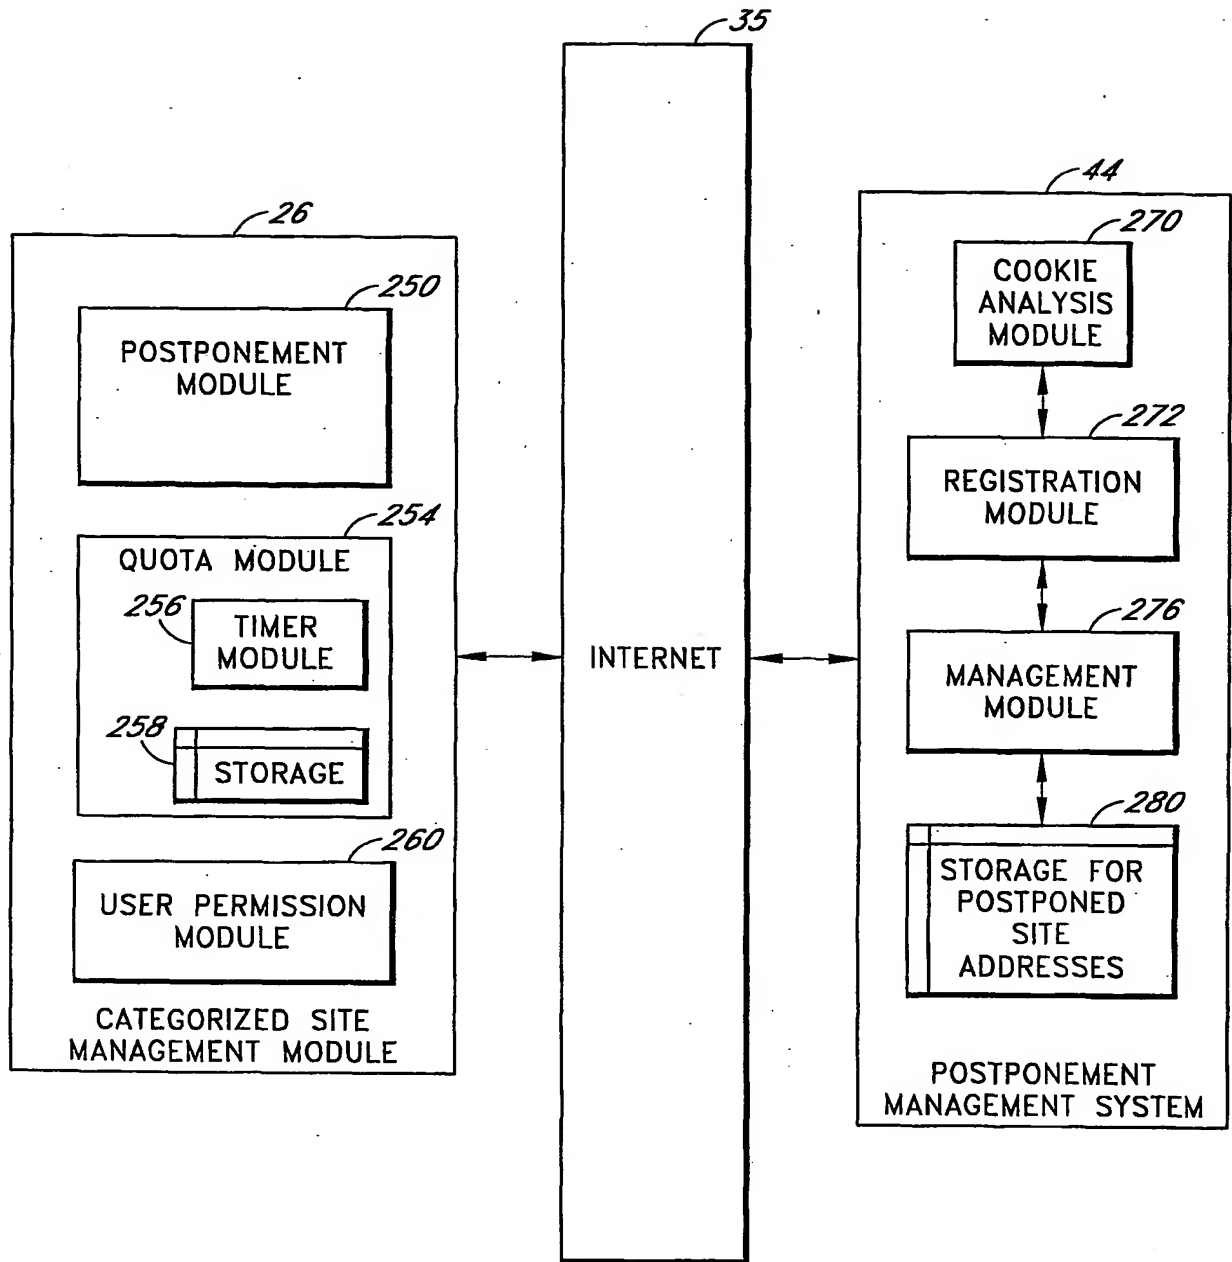 35
26
250
POSTPONEMENT
MODULE
254
QUOTA MODULE
256
TIMER
MODULE
258
STORAGE
260
USER PERMISSION
MODULE
CATEGORIZED SITE
MANAGEMENT MODULE
INTERNET
44
270
COOKIE
ANALYSIS
MODULE
272
REGISTRATION
MODULE
276
MANAGEMENT
MODULE
280
STORAGE FOR
POSTPONED
SITE
ADDRESSES
POSTPONEMENT
MANAGEMENT SYSTEM